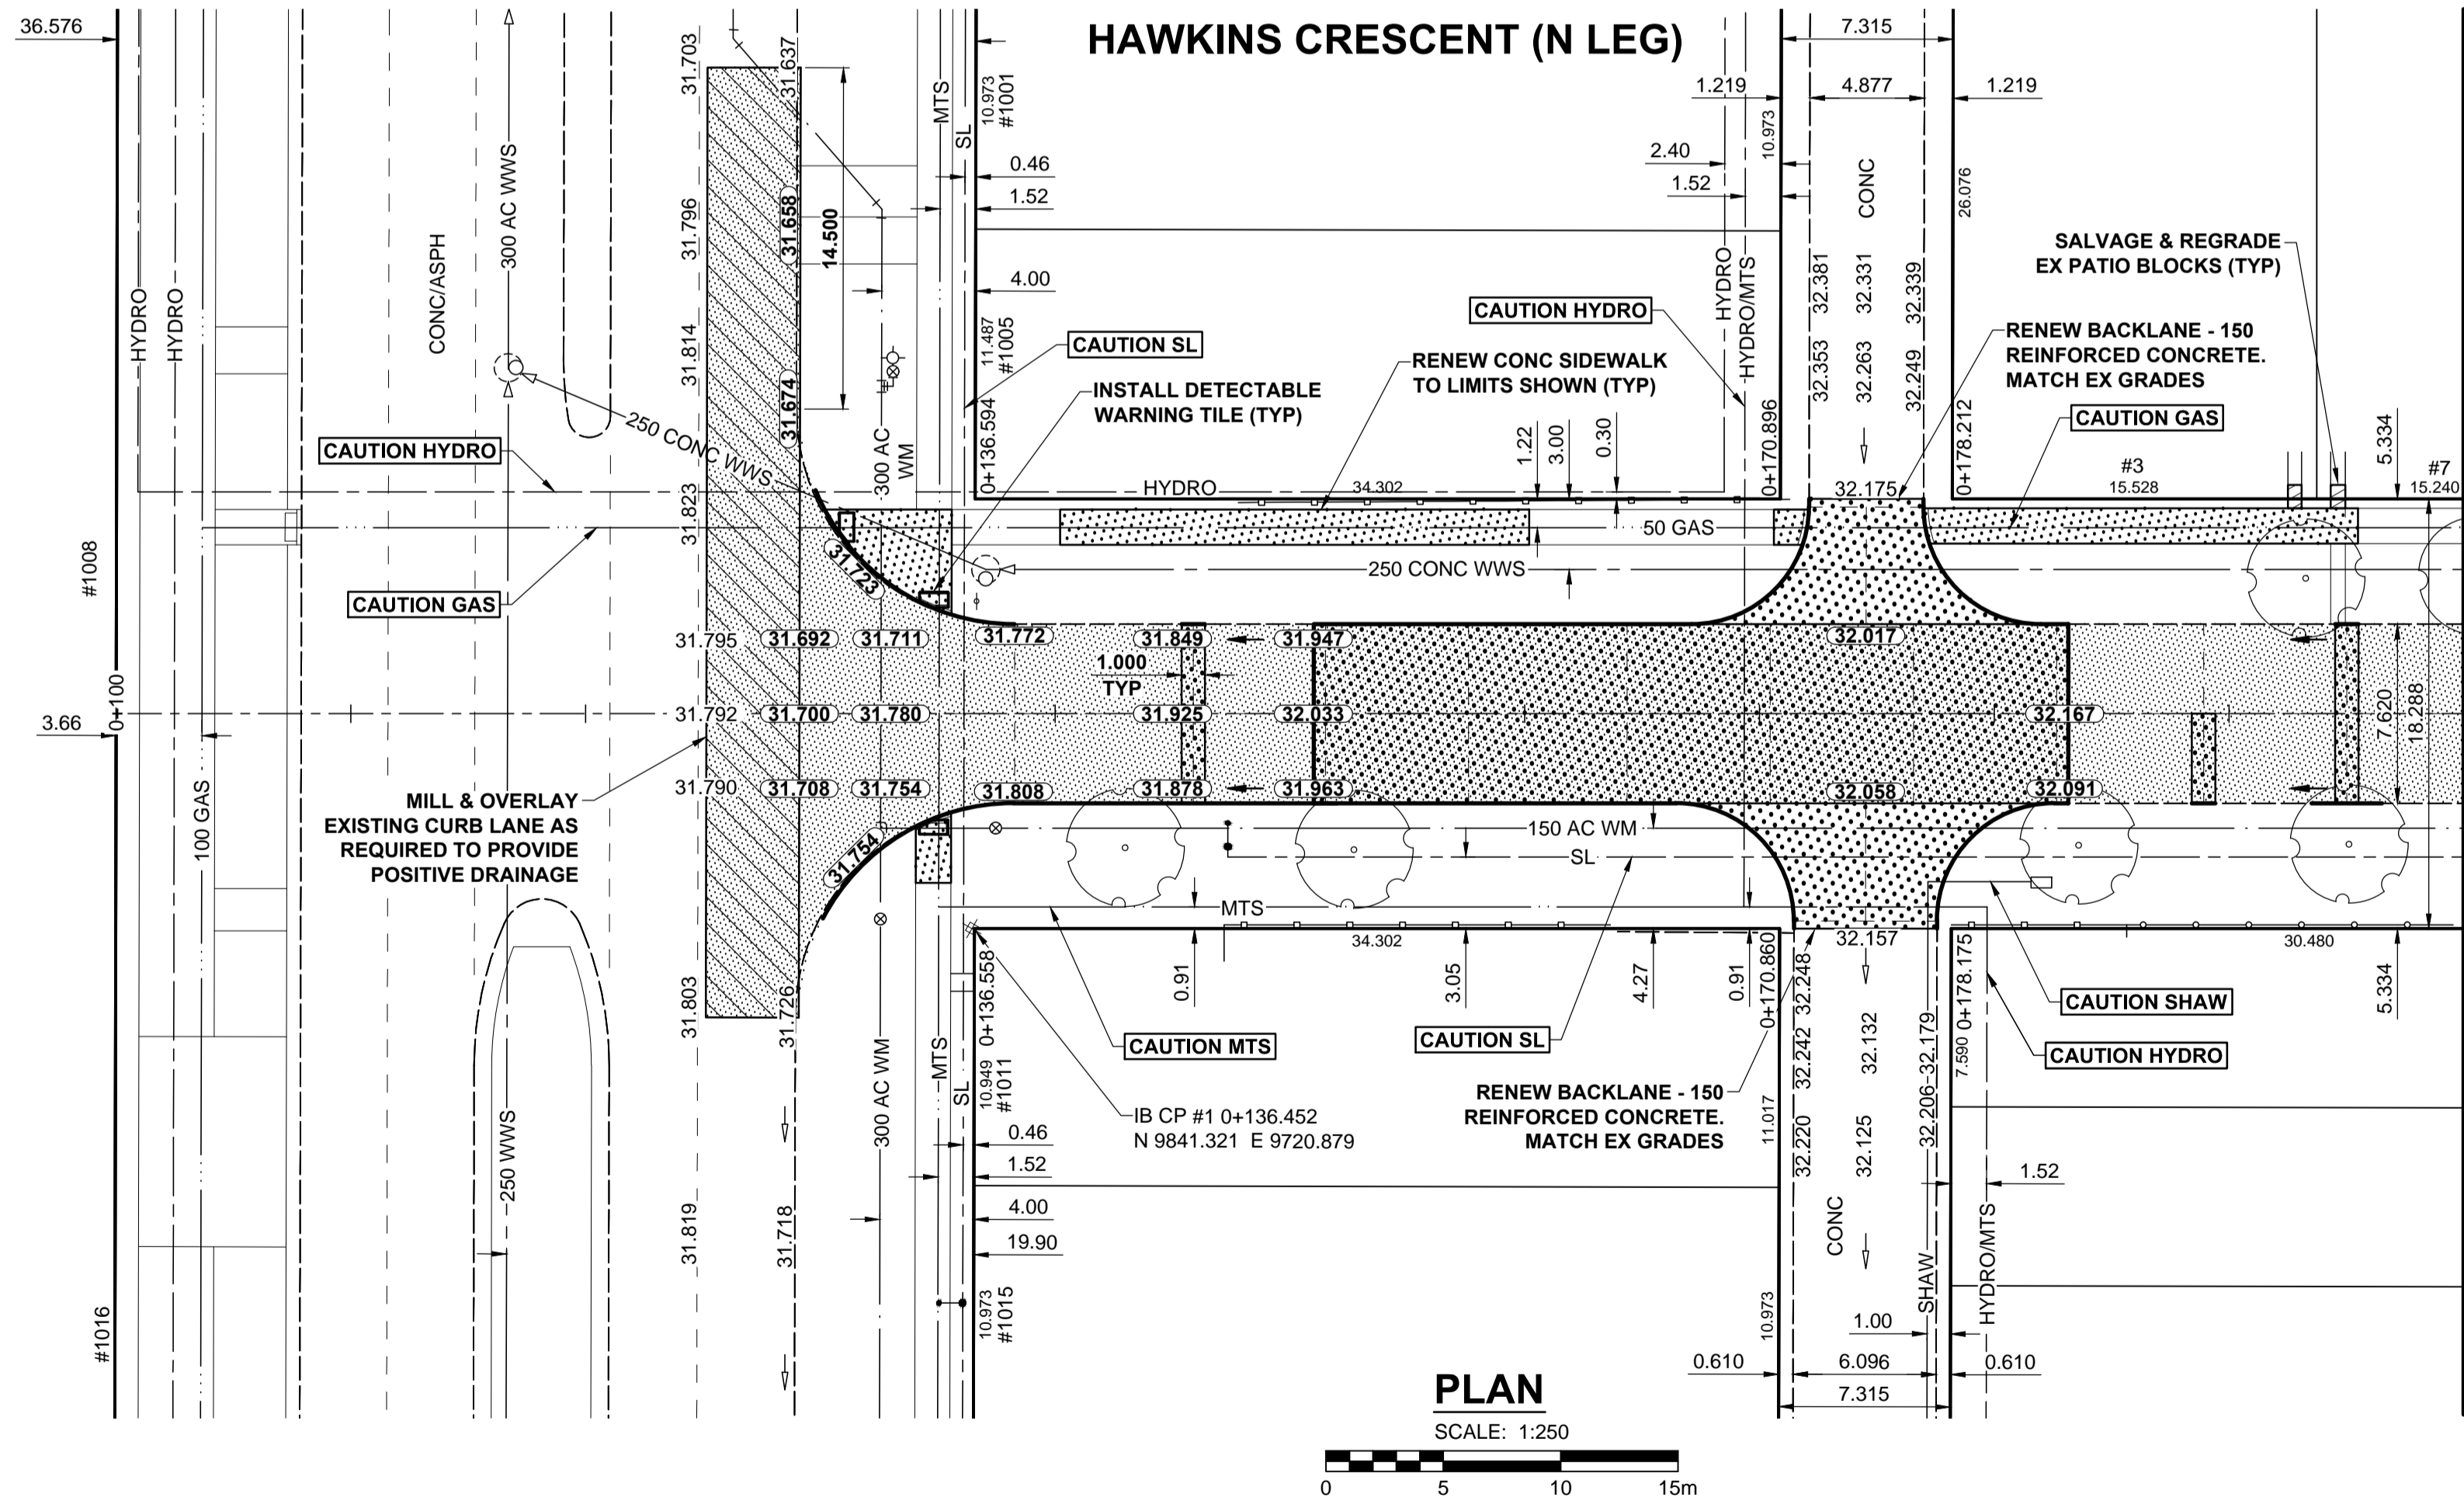 HAWKINS CRESCENT (N LEG)
36.576
31.703
31.637
MTS
SL
10.973
#1001
7.315
1.219
4.877
1.219
2.40
1.52
10.973
CONC
26.076
0.46
1.52
4.00
300 AC WWS
CONC/ASPH
HYDRO
HYDRO
31.796
31.658
14.500
31.814
31.674
11.487
#1005
0+136.594
300 AC
WM
CAUTION SL
INSTALL DETECTABLE
WARNING TILE (TYP)
CAUTION HYDRO
RENEW CONC SIDEWALK
TO LIMITS SHOWN (TYP)
HYDRO
HYDRO/MTS
0+170.896
32.353
32.381
32.263
32.331
32.249
32.339
SALVAGE & REGRADE
EX PATIO BLOCKS (TYP)
RENEW BACKLANE - 150
REINFORCED CONCRETE.
MATCH EX GRADES
CAUTION GAS
0+178.212
5.334
#3
15.528
#7
15.240
1.22
3.00
0.30
CAUTION HYDRO
250 CONC WWS
31.823
HYDRO
34.302
32.175
50 GAS
250 CONC WWS
#1008
CAUTION GAS
31.723
31.795
31.692
31.711
31.772
31.849
31.947
32.017
1.000
TYP
0+100
3.66
31.792
31.700
31.780
31.925
32.033
32.167
7.620
18.288
31.790
31.708
31.754
31.808
31.878
31.963
32.058
32.091
MILL & OVERLAY
EXISTING CURB LANE AS
REQUIRED TO PROVIDE
POSITIVE DRAINAGE
100 GAS
31.754
150 AC WM
SL
MTS
34.302
32.157
30.480
31.803
31.726
0+136.558
0.91
3.05
4.27
0.91
0+170.860
32.242
32.248
32.132
32.206
32.179
7.590
0+178.175
5.334
CAUTION MTS
CAUTION SL
CAUTION SHAW
CAUTION HYDRO
300 AC WM
MTS
SL
10.949
#1011
IB CP #1 0+136.452
N 9841.321 E 9720.879
RENEW BACKLANE - 150
REINFORCED CONCRETE.
MATCH EX GRADES
11.017
32.220
32.125
0.46
1.52
4.00
19.90
1.52
250 WWS
31.819
31.718
CONC
SHAW
HYDRO/MTS
#1016
10.973
#1015
10.973
1.00
0.610
6.096
0.610
7.315
PLAN
SCALE: 1:250
0 5 10 15m